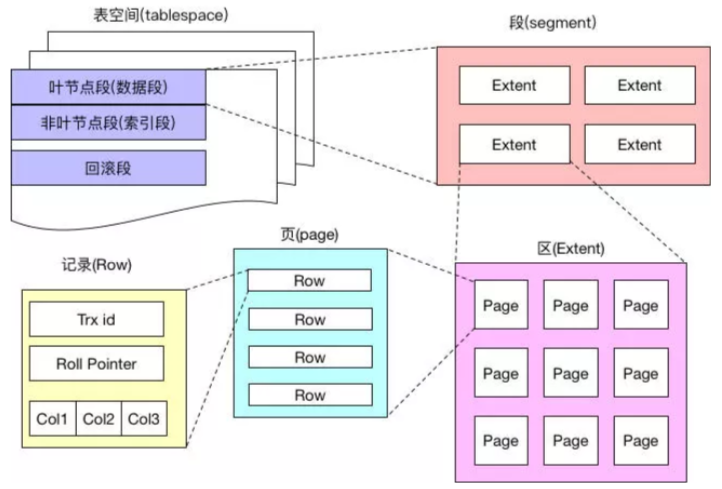 表空间(tablespace)
叶节点段(数据段)
非叶节点段(索引段)
回滚段
段(segment)
Extent Extent
Extent Extent
记录(Row)
Trx id
Roll Pointer
Col1 Col2 Col3
页(page)
Row
Row
Row
Row
区(Extent)
Page Page Page
Page Page Page
Page Page Page